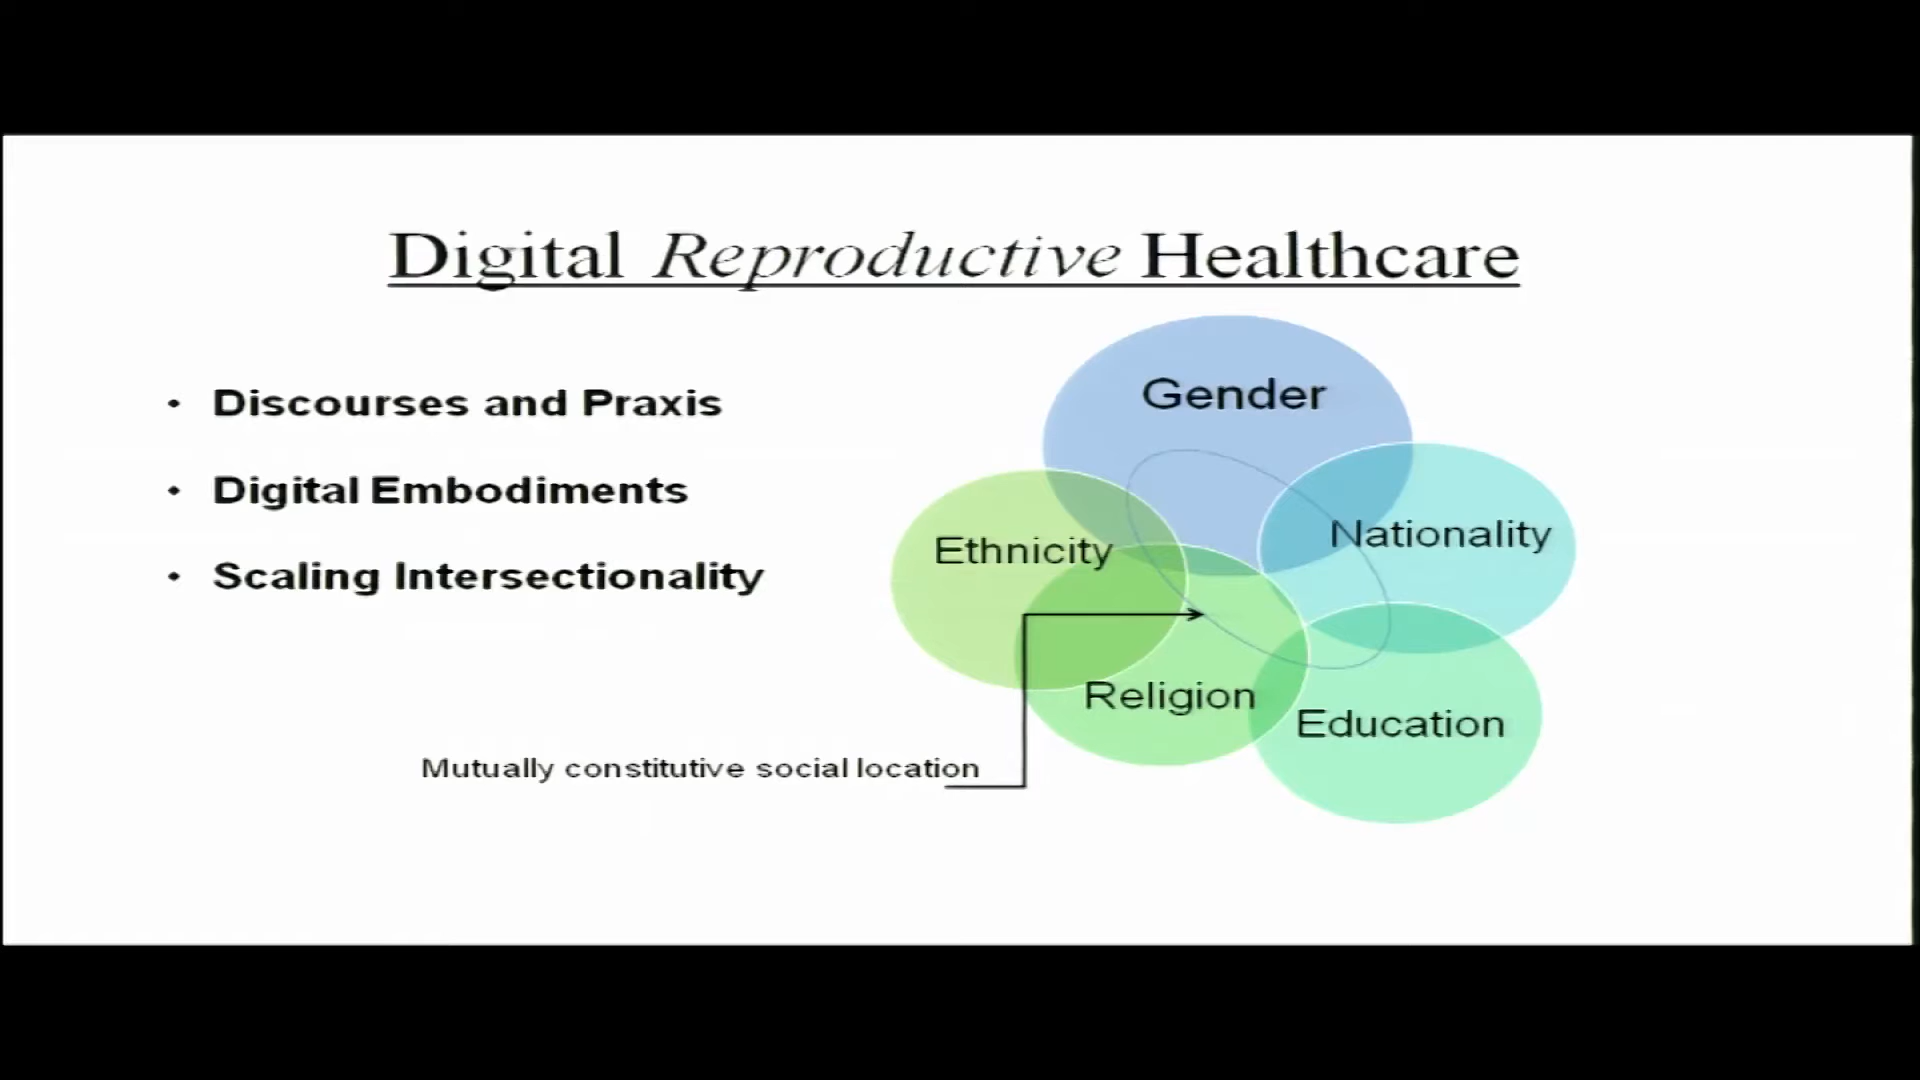 Digital Reproductive Healthcare
• Discourses and Praxis
• Digital Embodiments
• Scaling Intersectionality
Gender
Nationality
Ethnicity
Religion
Education
Mutually constitutive social location